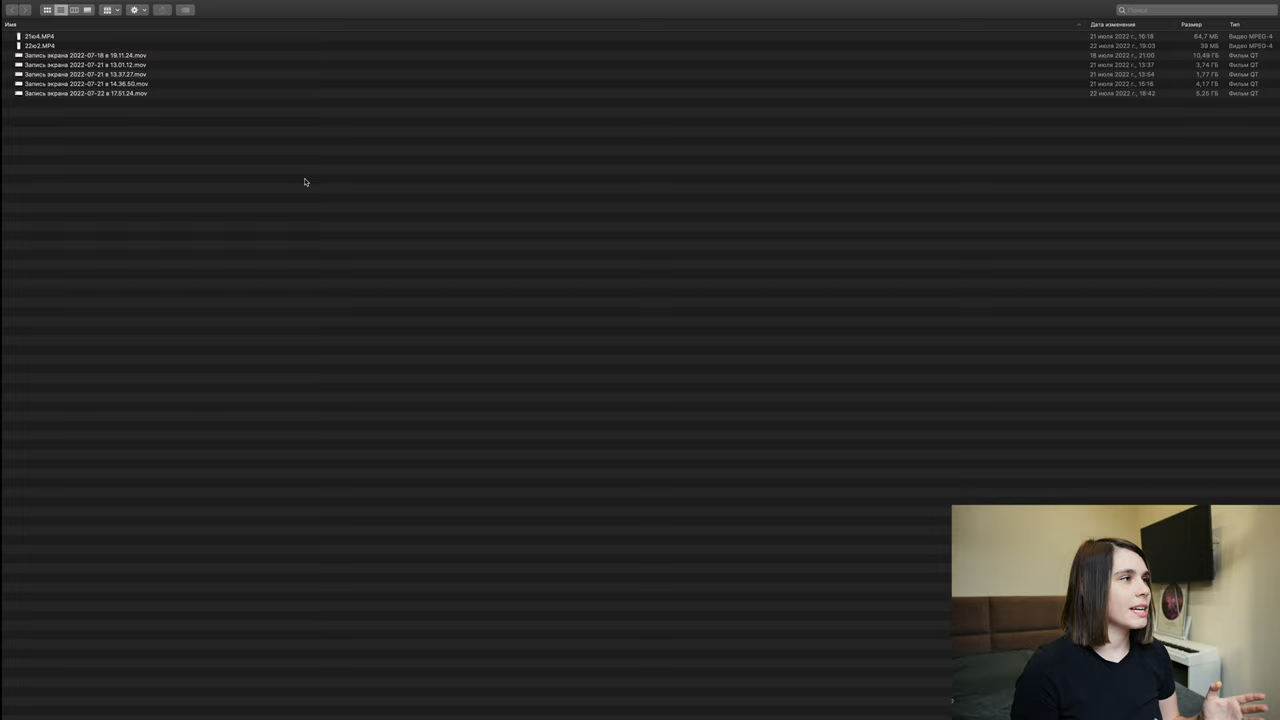 Поиск
Имя Дата изменения Размер Тип
21ю4.MP4 21 июля 2022 г., 16:18 64,7 МБ Видео MPEG-4
22ю2.MP4 22 июля 2022 г., 19:03 39 МБ Видео MPEG-4
Запись экрана 2022-07-18 в 19.11.24.mov 18 июля 2022 г., 21:00 10,49 ГБ Фильм QT
Запись экрана 2022-07-21 в 13.01.12.mov 21 июля 2022 г., 13:37 3,74 ГБ Фильм QT
Запись экрана 2022-07-21 в 13.37.27.mov 21 июля 2022 г., 13:54 1,77 ГБ Фильм QT
Запись экрана 2022-07-21 в 14.36.50.mov 21 июля 2022 г., 15:16 4,17 ГБ Фильм QT
Запись экрана 2022-07-22 в 17.51.24.mov 22 июля 2022 г., 18:42 5,25 ГБ Фильм QT